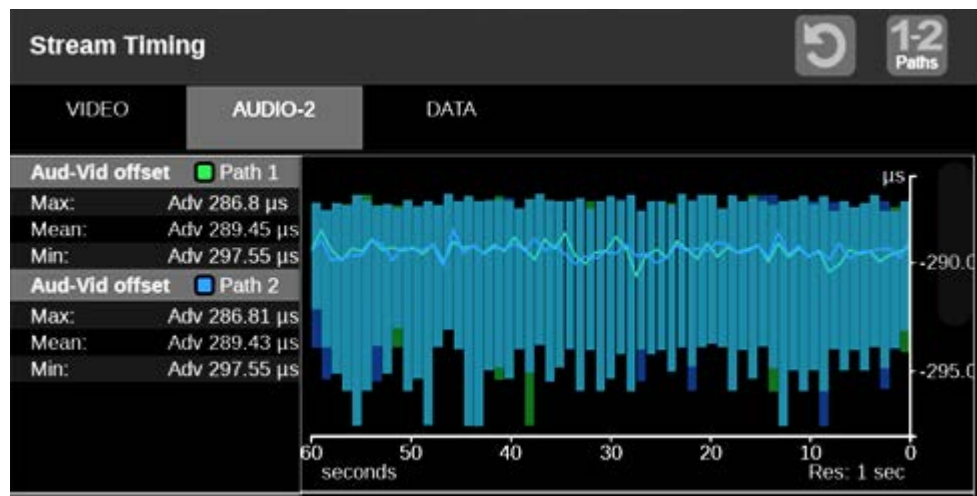 Stream Timing
1-2
Paths
VIDEO AUDIO-2 DATA
Aud-Vid offset Path 1
Max: Adv 286.8 µs
Mean: Adv 289.45 µs
Min: Adv 297.55 µs
Aud-Vid offset Path 2
Max: Adv 286.81 µs
Mean: Adv 289.43 µs
Min: Adv 297.55 µs
µs
-290.0
-295.0
60 50 40 30 20 10 0
seconds Res: 1 sec